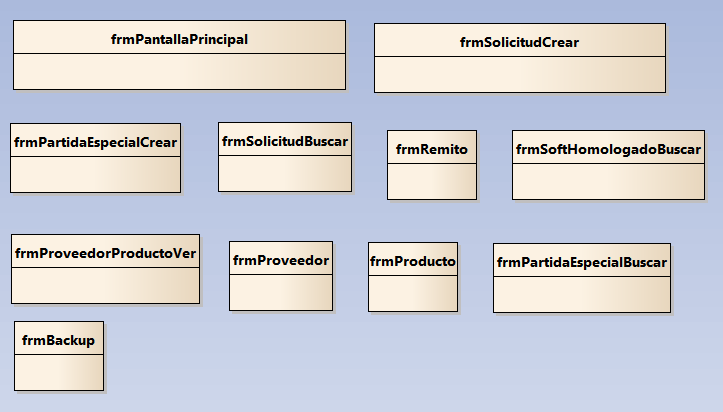 frmPantallaPrincipal
frmSolicitudCrear
frmPartidaEspecialCrear
frmSolicitudBuscar
frmRemito
frmSoftHomologadoBuscar
frmProveedorProductoVer
frmProveedor
frmProducto
frmPartidaEspecialBuscar
frmBackup